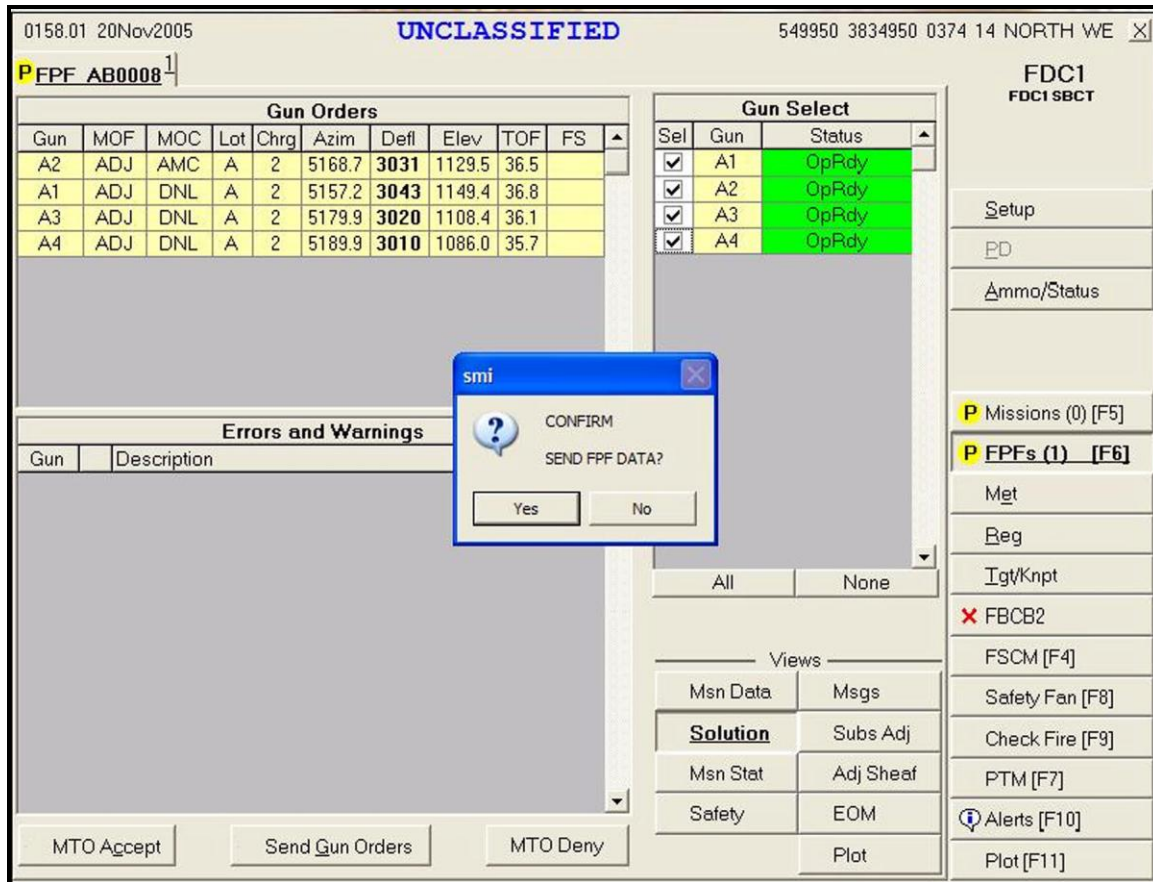 0158.01 20Nov2005 UNCLASSIFIED 549950 3834950 0374 14 NORTH WE X
P FPF AB0008 1
FDC1
FDC1 SBCT
Gun Orders
Gun MOF MOC Lot Chrg Azim Defl Elev TOF FS
A2 ADJ AMC A 2 5168.7 3031 1129.5 36.5
A1 ADJ DNL A 2 5157.2 3043 1149.4 36.8
A3 ADJ DNL A 2 5179.9 3020 1108.4 36.1
A4 ADJ DNL A 2 5189.9 3010 1086.0 35.7
Gun Select
Sel Gun Status
A1 OpRdy
A2 OpRdy
A3 OpRdy
A4 OpRdy
All None
smi
CONFIRM
SEND FPF DATA?
Yes No
Errors and Warnings
Gun Description
Views
Msn Data Msgs
Solution Subs Adj
Msn Stat Adj Sheaf
Safety EOM
Plot
MTO Accept Send Gun Orders MTO Deny
Setup
PD
Ammo/Status
P Missions (0) [F5]
P FPFs (1) [F6]
Met
Reg
Tgt/Knpt
FBCB2
FSCM [F4]
Safety Fan [F8]
Check Fire [F9]
PTM [F7]
Alerts [F10]
Plot [F11]